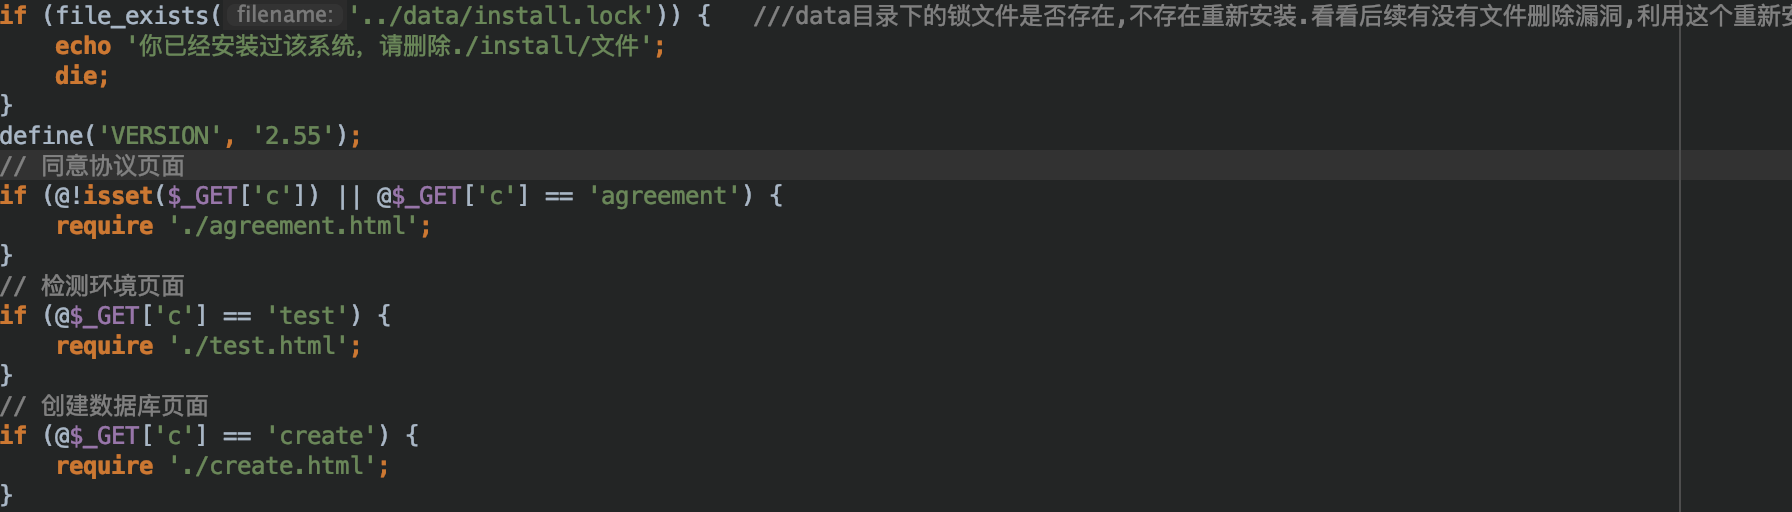 if (file_exists( filename: '../data/install.lock')) {   ///data目录下的锁文件是否存在,不存在重新安装.看看后续有没有文件删除漏洞,利用这个重新安
    echo '你已经安装过该系统，请删除./install/文件';
    die;
}
define('VERSION', '2.55');
// 同意协议页面
if (@!isset($_GET['c']) || @$_GET['c'] == 'agreement') {
    require './agreement.html';
}
// 检测环境页面
if (@$_GET['c'] == 'test') {
    require './test.html';
}
// 创建数据库页面
if (@$_GET['c'] == 'create') {
    require './create.html';
}